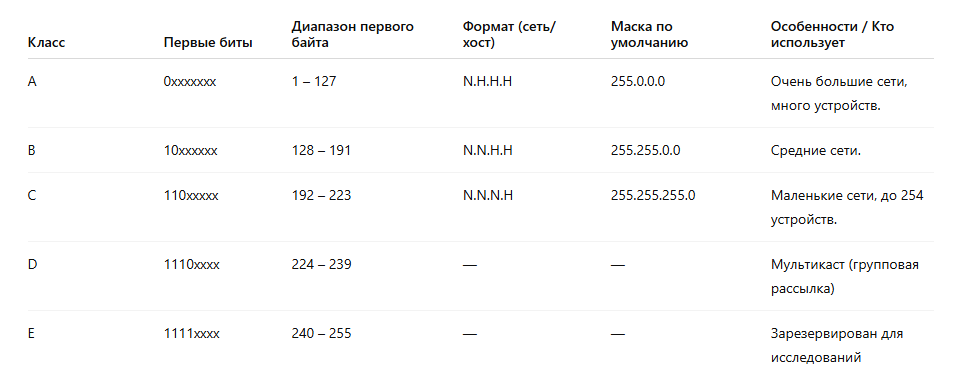 Класс Первые биты Диапазон первого байта Формат (сеть/хост) Маска по умолчанию Особенности / Кто использует
A 0xxxxxxx 1 – 127 N.H.H.H 255.0.0.0 Очень большие сети,
много устройств.
B 10xxxxxx 128 – 191 N.N.H.H 255.255.0.0 Средние сети.
C 110xxxxx 192 – 223 N.N.N.H 255.255.255.0 Маленькие сети, до 254
устройств.
D 1110xxxx 224 – 239 — — Мультикаст (групповая
рассылка)
E 1111xxxx 240 – 255 — — Зарезервирован для
исследований